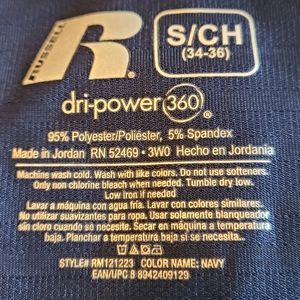 RUSSELL
R®
S/CH
(34-36)
dri-power 360®
95% Polyester/Poliéster, 5% Spandex
Made in Jordan RN 52469 • 3W0 Hecho en Jordania
Machine wash cold. Wash with like colors. Do not use softeners.
Only non chlorine bleach when needed. Tumble dry low.
Cool iron if needed.
Lavar a máquina con agua fría. Lavar con colores similares.
No utilizar suavizantes para ropa. Usar solamente blanqueador
sin cloro cuando se necesite. Secar en máquina a temperatura
baja. Planchar a temperatura baja si se necesita.
STYLE# RM121223 COLOR NAME: NAVY
EAN/UPC 8 8942409129